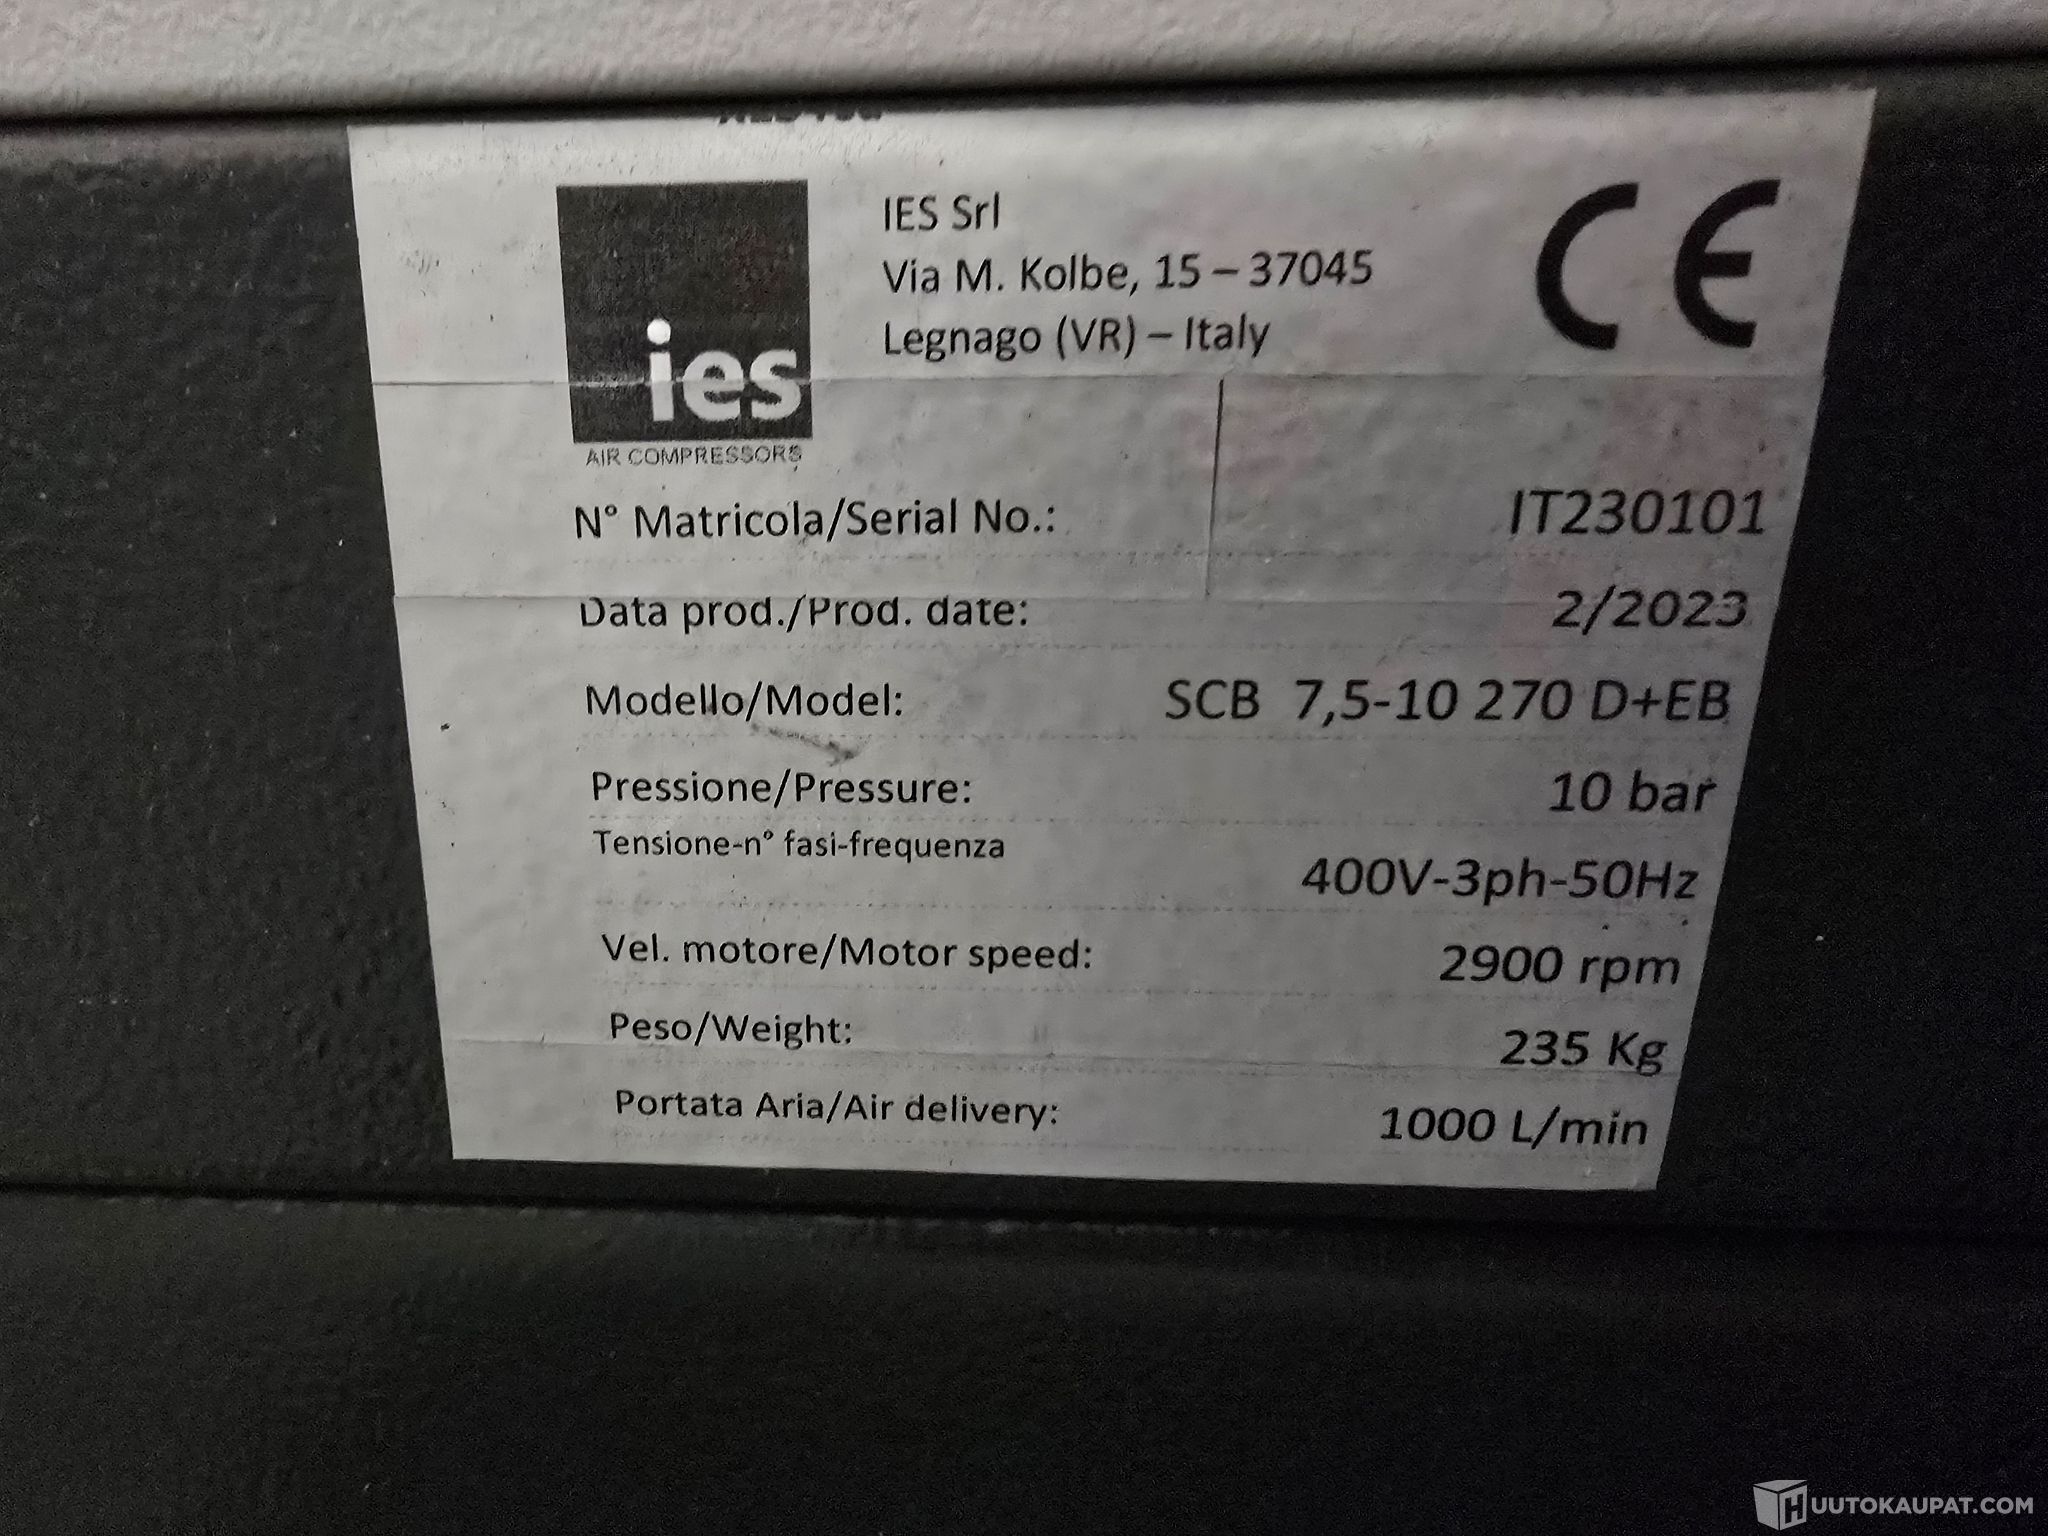 ies
AIR COMPRESSORS
IES Srl
Via M. Kolbe, 15 – 37045
Legnago (VR) – Italy
CE
N° Matricola/Serial No.: IT230101
Data prod./Prod. date: 2/2023
Modello/Model: SCB 7,5-10 270 D+EB
Pressione/Pressure: 10 bar
Tensione-n° fasi-frequenza 400V-3ph-50Hz
Vel. motore/Motor speed: 2900 rpm
Peso/Weight: 235 Kg
Portata Aria/Air delivery: 1000 L/min
HUUTOKAUPAT.COM